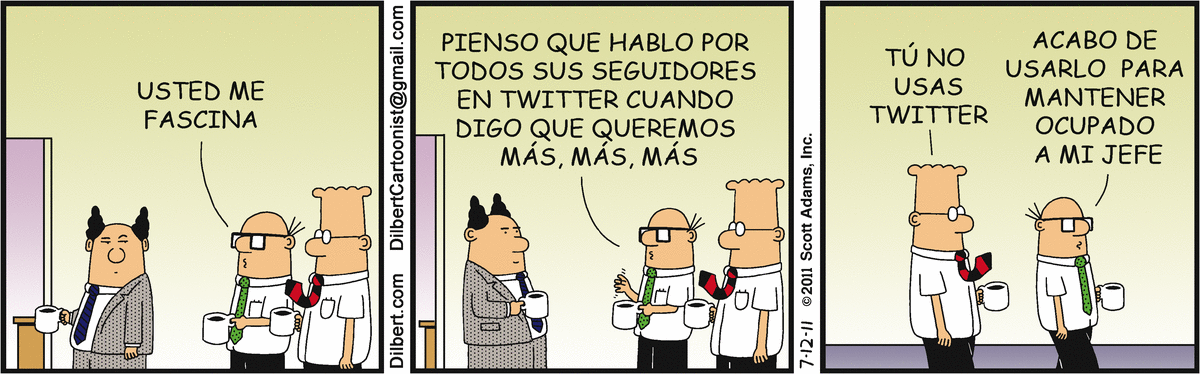 USTED ME
FASCINA
DilbertCartoonist@gmail.com
Dilbert.com
PIENSO QUE HABLO POR
TODOS SUS SEGUIDORES
EN TWITTER CUANDO
DIGO QUE QUEREMOS
MÁS, MÁS, MÁS
7-12-11 ©2011 Scott Adams, Inc.
TÚ NO
USAS
TWITTER
ACABO DE
USARLO PARA
MANTENER
OCUPADO
A MI JEFE